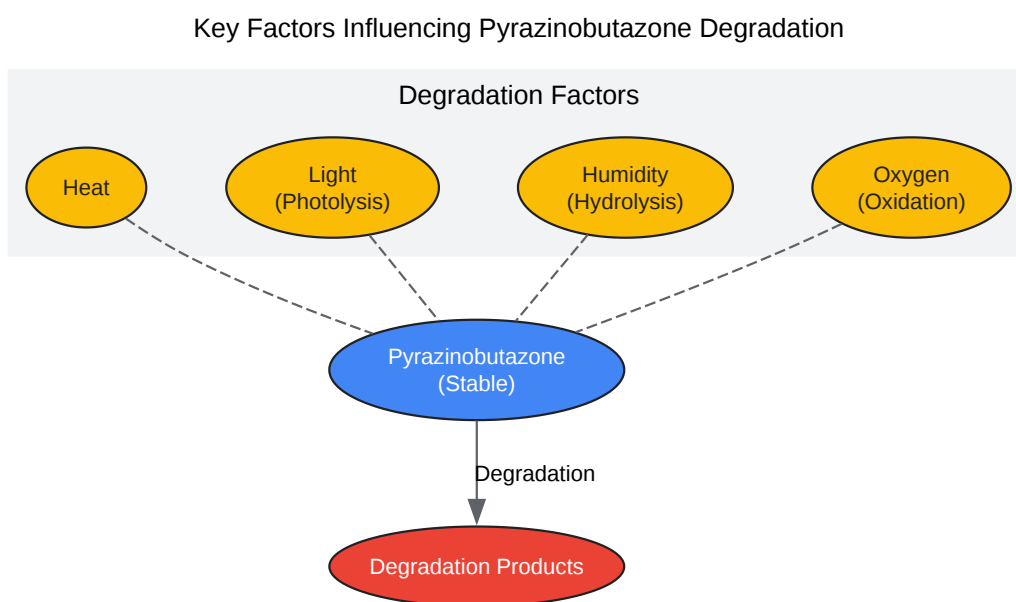 Key Factors Influencing Pyrazinobutazone Degradation
Degradation Factors
Heat
Light
(Photolysis)
Humidity
(Hydrolysis)
Oxygen
(Oxidation)
Pyrazinobutazone
(Stable)
Degradation
Degradation Products